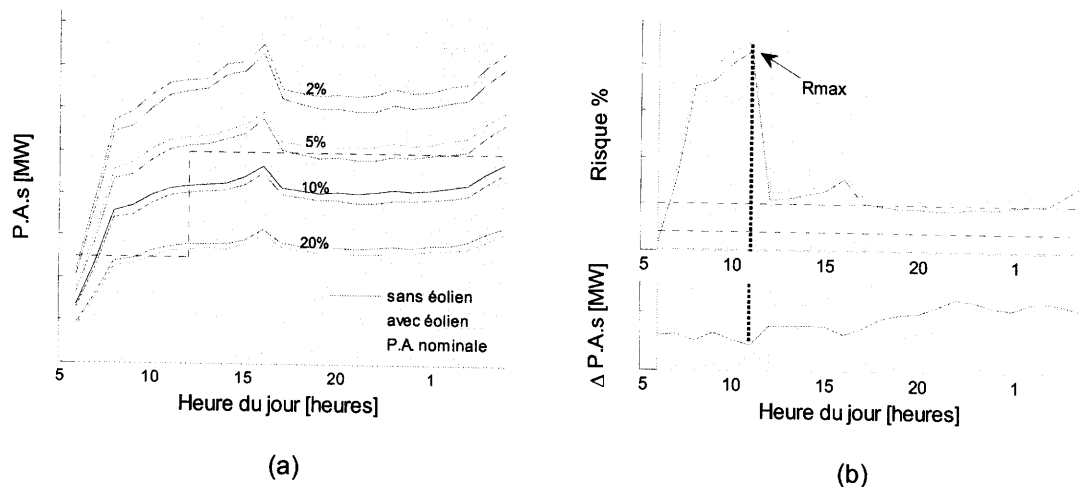 P.A.s [MW]
2%
5%
10%
20%
sans éolien
avec éolien
P.A. nominale
5 10 15 20 1
Heure du jour [heures]
(a)
Risque %
Rmax
5 10 15 20 1
Δ P.A.s [MW]
5 10 15 20 1
Heure du jour [heures]
(b)